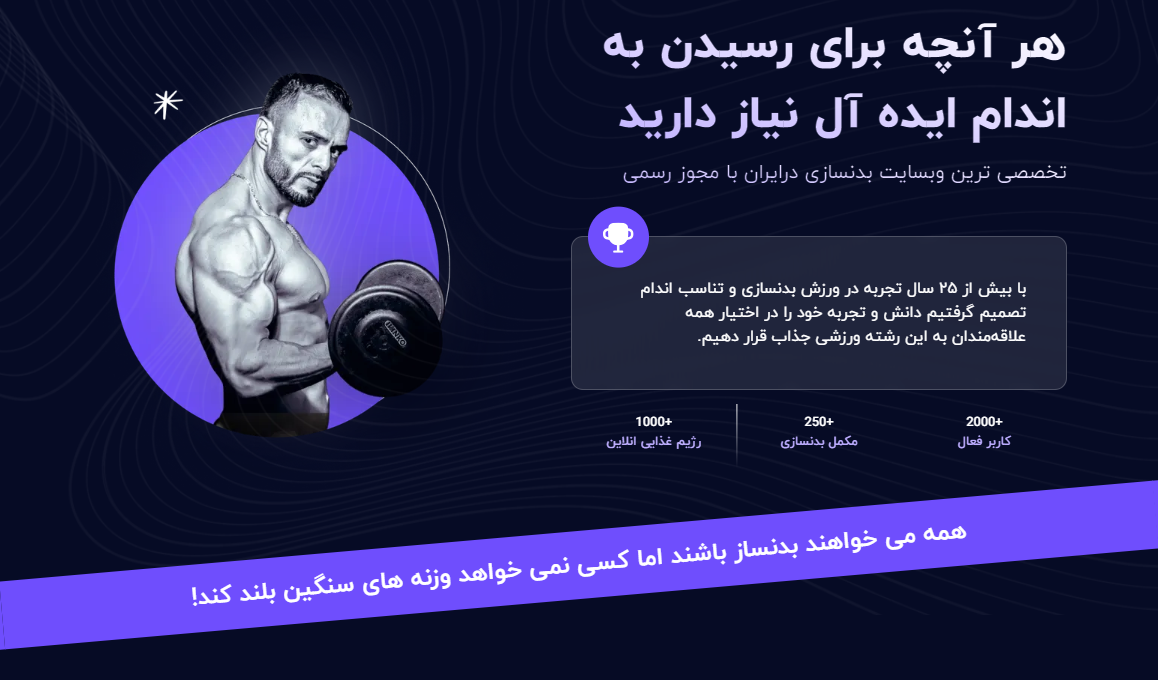 هر آنچه برای رسیدن به
اندام ایده آل نیاز دارید
تخصصی ترین وبسایت بدنسازی درایران با مجوز رسمی
با بیش از ۲۵ سال تجربه در ورزش بدنسازی و تناسب اندام
تصمیم گرفتیم دانش و تجربه خود را در اختیار همه
علاقه‌مندان به این رشته ورزشی جذاب قرار دهیم.
2000+
کاربر فعال
250+
مکمل بدنسازی
1000+
رژیم غذایی انلاین
همه می خواهند بدنساز باشند اما کسی نمی خواهد وزنه های سنگین بلند کند!